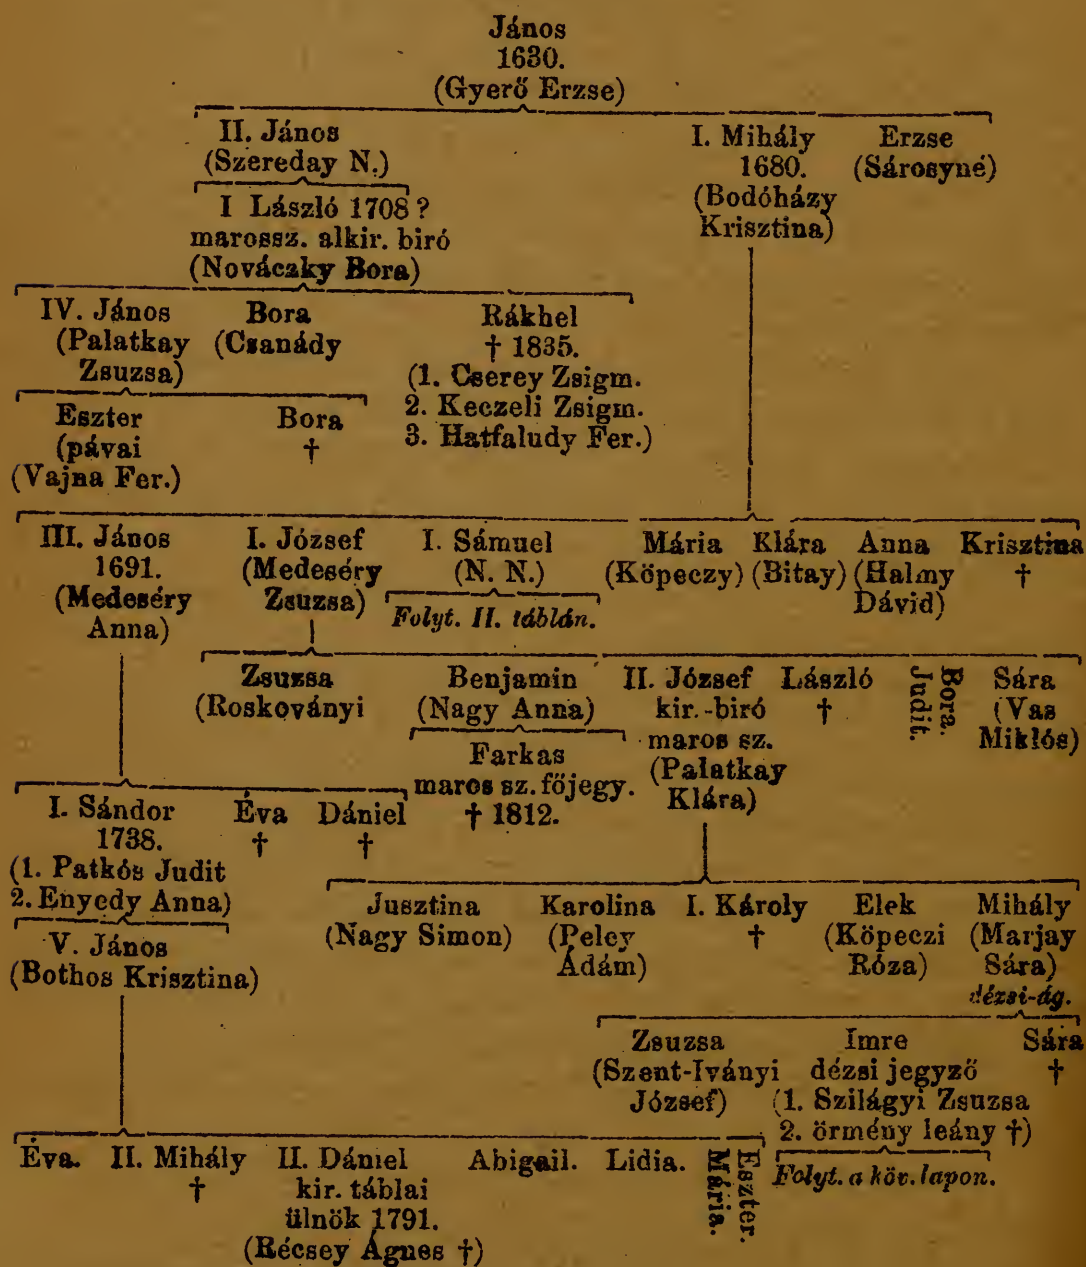 János
1630.
(Gyerő Erzse)
II. János
(Szereday N.)
I. Mihály
1680.
(Bodóházy
Krisztina)
Erzse
(Sárosyné)
I László 1708 ?
marossz. alkir. biró
(Nováczky Bora)
IV. János
(Palatkay
Zsuzsa)
Bora
(Csanády
Rákhel
† 1835.
(1. Cserey Zsigm.
2. Keczeli Zsigm.
3. Hatfaludy Fer.)
Eszter
(pávai
(Vajna Fer.)
Bora
†
III. János
1691.
(Medeséry
Anna)
I. József
(Medeséry
Zsuzsa)
I. Sámuel
(N. N.)
Folyt. II. táblán.
Mária
(Köpeczy)
Klára
(Bitay)
Anna
(Halmy
Dávid)
Krisztina
†
Zsuzsa
(Roskoványi
Benjamin
(Nagy Anna)
Farkas
maros sz. főjegy.
† 1812.
II. József
kir.-biró
maros sz.
(Palatkay
Klára)
László
†
Bora.
Judit.
Sára
(Vas
Miklós)
I. Sándor
1738.
(1. Patkós Judit
2. Enyedy Anna)
Éva
†
Dániel
†
Jusztina
(Nagy Simon)
Karolina
(Peley
Ádám)
I. Károly
†
Elek
(Köpeczi
Róza)
Mihály
(Marjay
Sára)
dézsi-ág.
V. János
(Bothos Krisztina)
Zsuzsa
(Szent-Iványi
József)
Imre
dézsi jegyző
(1. Szilágyi Zsuzsa
2. örmény leány †)
Folyt. a köv. lapon.
Sára
†
Éva.
II. Mihály
†
II. Dániel
kir. táblai
ülnök 1791.
(Récsey Ágnes †)
Abigail.
Lidia.
Eszter.
Mária.